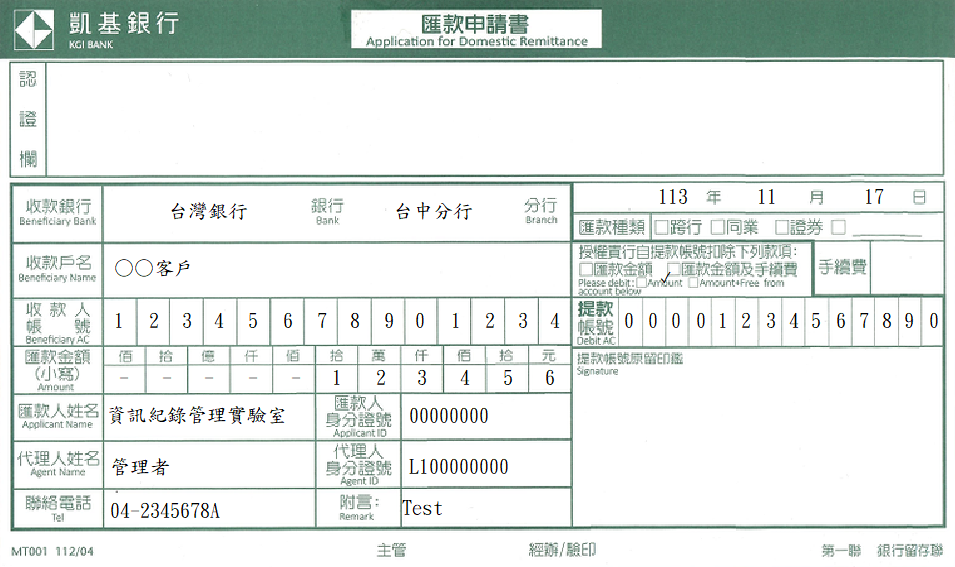 凱基銀行
KGI BANK
匯款申請書
Application for Domestic Remittance
認
證
欄
收款銀行
Beneficiary Bank
台灣銀行
銀行
Bank
台中分行
分行
Branch
113 年 11 月 17 日
匯款種類 □跨行 □同業 □證券 □
收款戶名
Beneficiary Name
○○客戶
授權貴行自提款帳號扣除下列款項:
□匯款金額 □匯款金額及手續費
Please debit: □Amount □Amount+Free from
account below
✓
手續費
收款人
帳號
Beneficiary AC
1 2 3 4 5 6 7 8 9 0 1 2 3 4
提款
帳號
Debit AC
0 0 0 0 1 2 3 4 5 6 7 8 9 0
匯款金額
(小寫)
Amount
佰 拾 億 仟 佰 拾 萬 仟 佰 拾 元
– – – – – 1 2 3 4 5 6
提款帳號原留印鑑
Signature
匯款人姓名
Applicant Name
資訊紀錄管理實驗室
匯款人
身分證號
Applicant ID
00000000
代理人姓名
Agent Name
管理者
代理人
身分證號
Agent ID
L100000000
聯絡電話
Tel
04-2345678A
附言:
Remark
Test
MT001 112/04
主管
經辦/驗印
第一聯 銀行留存聯